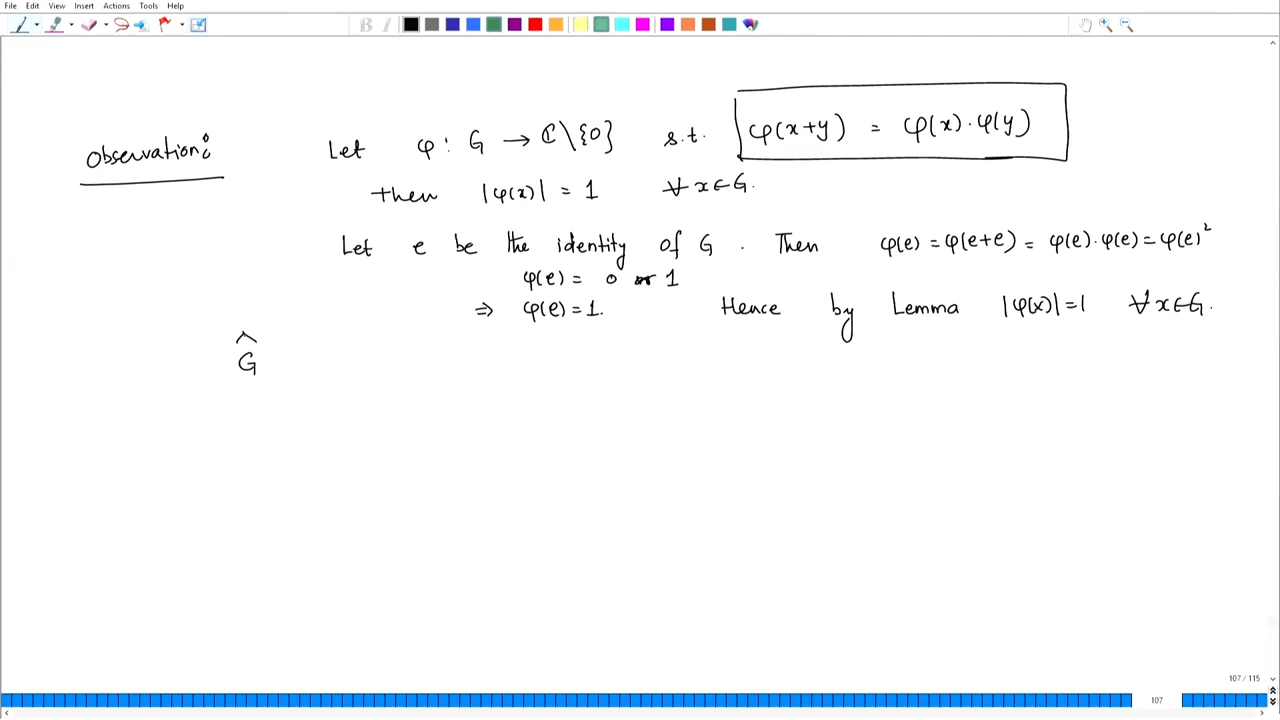 File Edit View Insert Actions Tools Help
B I
Observation: Let φ : G → ℂ\{0} s.t. φ(x+y) = φ(x)·φ(y)
then |φ(x)| = 1 ∀ x∈G.
Let e be the identity of G. Then φ(e) = φ(e+e) = φ(e)·φ(e) = φ(e)²
φ(e) = 0 or 1
⇒ φ(e) = 1. Hence by Lemma |φ(x)|=1 ∀ x∈G.
Ĝ
107 / 115
107